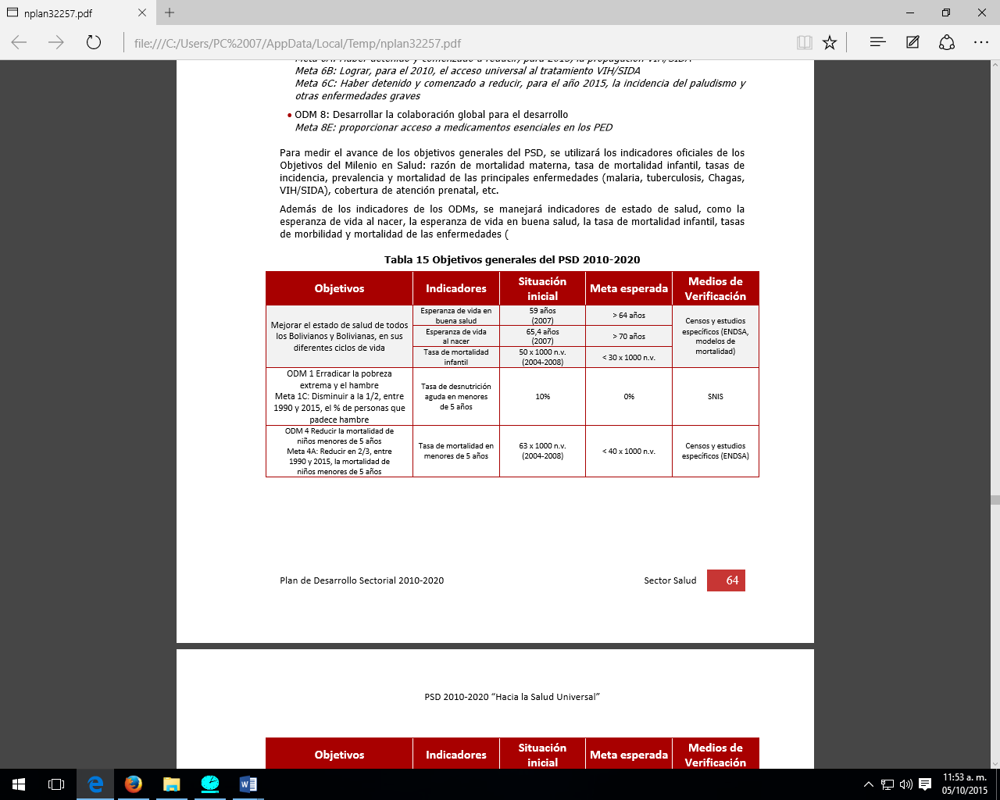 nplan32257.pdf
file:///C:/Users/PC%2007/AppData/Local/Temp/nplan32257.pdf
Meta 6A: Haber detenido y comenzado a reducir, para 2015, la propagación VIH/SIDA
Meta 6B: Lograr, para el 2010, el acceso universal al tratamiento VIH/SIDA
Meta 6C: Haber detenido y comenzado a reducir, para el año 2015, la incidencia del paludismo y
otras enfermedades graves
• ODM 8: Desarrollar la colaboración global para el desarrollo
Meta 8E: proporcionar acceso a medicamentos esenciales en los PED
Para medir el avance de los objetivos generales del PSD, se utilizará los indicadores oficiales de los
Objetivos del Milenio en Salud: razón de mortalidad materna, tasa de mortalidad infantil, tasas de
incidencia, prevalencia y mortalidad de las principales enfermedades (malaria, tuberculosis, Chagas,
VIH/SIDA), cobertura de atención prenatal, etc.
Además de los indicadores de los ODMs, se manejará indicadores de estado de salud, como la
esperanza de vida al nacer, la esperanza de vida en buena salud, la tasa de mortalidad infantil, tasas
de morbilidad y mortalidad de las enfermedades (
Tabla 15 Objetivos generales del PSD 2010-2020
Objetivos
Indicadores
Situación
inicial
Meta esperada
Medios de
Verificación
Mejorar el estado de salud de todos
los Bolivianos y Bolivianas, en sus
diferentes ciclos de vida
Esperanza de vida en
buena salud
59 años
(2007)
> 64 años
Esperanza de vida
al nacer
65,4 años
(2007)
> 70 años
Tasa de mortalidad
infantil
50 x 1000 n.v.
(2004-2008)
< 30 x 1000 n.v.
Censos y estudios
específicos (ENDSA,
modelos de
mortalidad)
ODM 1 Erradicar la pobreza
extrema y el hambre
Meta 1C: Disminuir a la 1/2, entre
1990 y 2015, el % de personas que
padece hambre
Tasa de desnutrición
aguda en menores
de 5 años
10%
0%
SNIS
ODM 4 Reducir la mortalidad de
niños menores de 5 años
Meta 4A: Reducir en 2/3, entre
1990 y 2015, la mortalidad de
niños menores de 5 años
Tasa de mortalidad en
menores de 5 años
63 x 1000 n.v.
(2004-2008)
< 40 x 1000 n.v.
Censos y estudios
específicos (ENDSA)
Plan de Desarrollo Sectorial 2010-2020
Sector Salud
64
PSD 2010-2020 “Hacia la Salud Universal”
Objetivos
Indicadores
Situación
inicial
Meta esperada
Medios de
Verificación
11:53 a. m.
05/10/2015